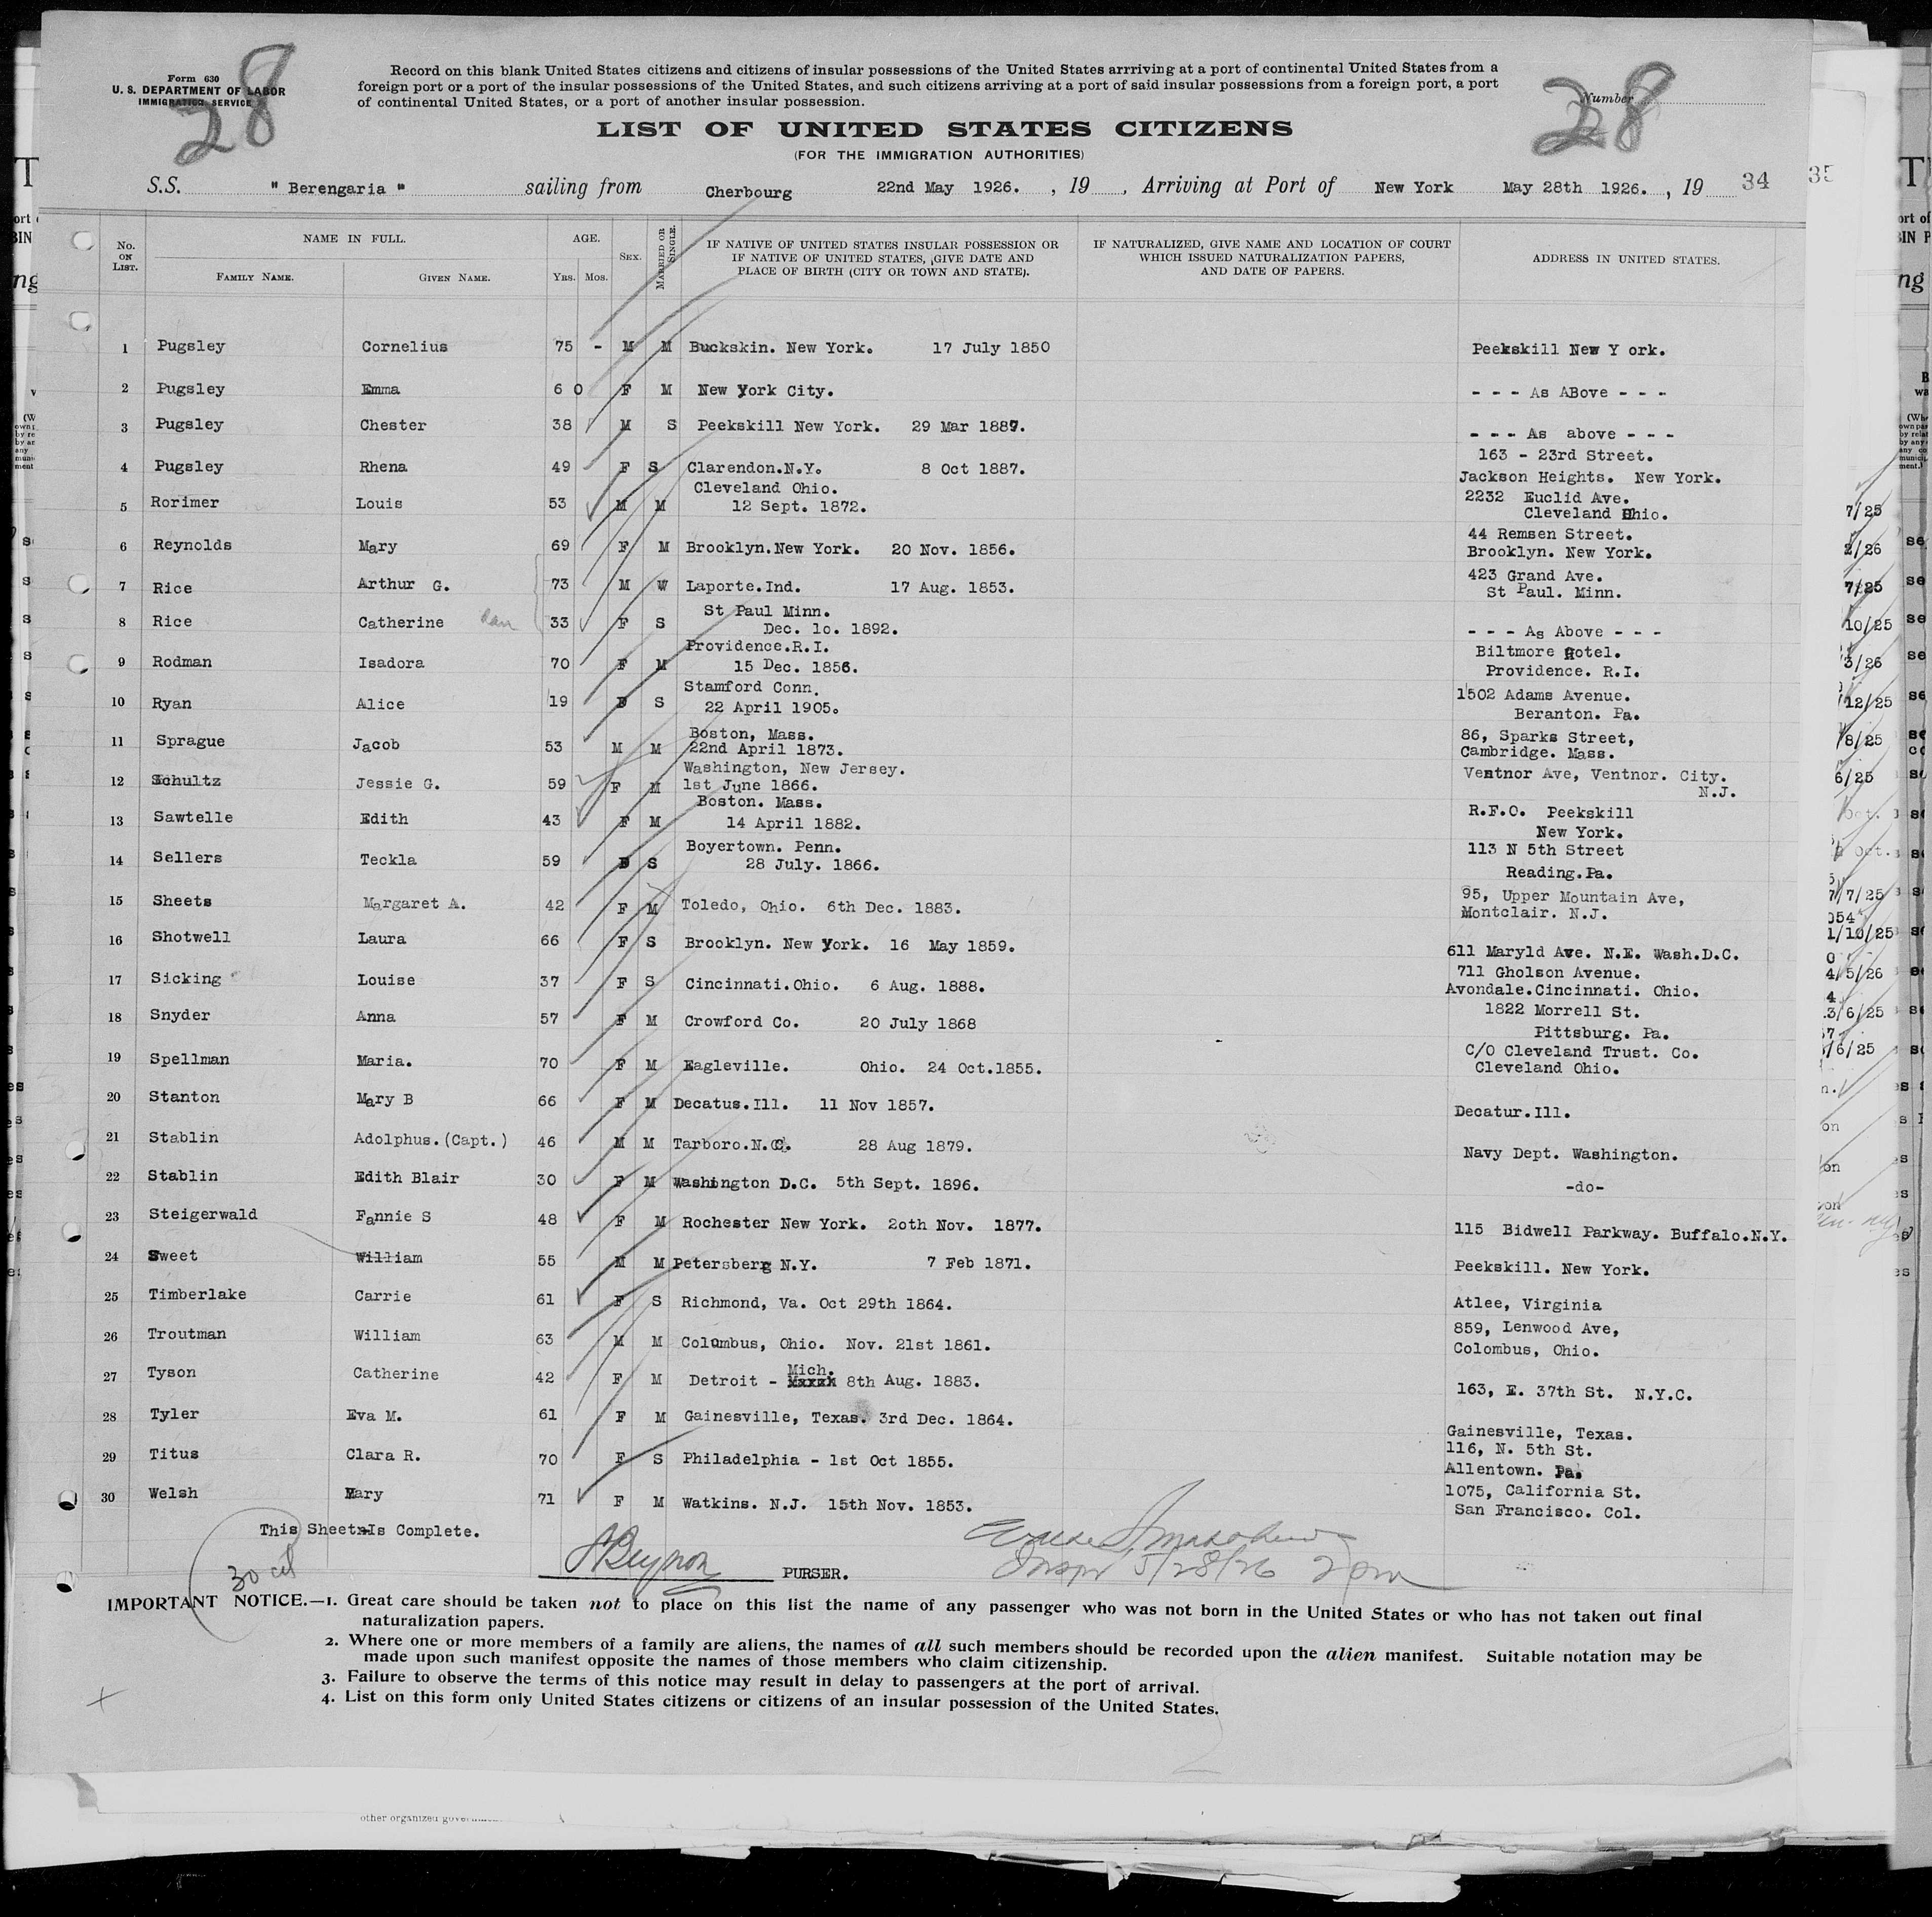 28
28
Form 630
U. S. DEPARTMENT OF LABOR
IMMIGRATION SERVICE
Record on this blank United States citizens and citizens of insular possessions of the United States arrriving at a port of continental United States from a
foreign port or a port of the insular possessions of the United States, and such citizens arriving at a port of said insular possessions from a foreign port, a port
of continental United States, or a port of another insular possession.
Number
LIST OF UNITED STATES CITIZENS
(FOR THE IMMIGRATION AUTHORITIES)
S.S. " Berengaria " sailing from Cherbourg 22nd May 1926. , 19 , Arriving at Port of New York May 28th 1926. , 19 34
No. ON LIST. NAME IN FULL. FAMILY NAME. GIVEN NAME. AGE. YRS. MOS. SEX. MARRIED OR SINGLE. IF NATIVE OF UNITED STATES INSULAR POSSESSION OR IF NATIVE OF UNITED STATES, GIVE DATE AND PLACE OF BIRTH (CITY OR TOWN AND STATE). IF NATURALIZED, GIVE NAME AND LOCATION OF COURT WHICH ISSUED NATURALIZATION PAPERS, AND DATE OF PAPERS. ADDRESS IN UNITED STATES.
1 Pugsley Cornelius 75 - M M Buckskin. New York. 17 July 1850 Peekskill New Y ork.
2 Pugsley Emma 6 0 F M New York City. - - - As ABove - - -
3 Pugsley Chester 38 M S Peekskill New York. 29 Mar 1889. - - - As above - - -
4 Pugsley Rhena 49 F S Clarendon.N.Y. 8 Oct 1887. 163 - 23rd Street. Jackson Heights. New York.
5 Rorimer Louis 53 M M Cleveland Ohio. 12 Sept. 1872. 2232 Euclid Ave. Cleveland Ohio.
6 Reynolds Mary 69 F M Brooklyn.New York. 20 Nov. 1856. 44 Remsen Street. Brooklyn. New York.
7 Rice Arthur G. 73 M W Laporte.Ind. 17 Aug. 1853. 423 Grand Ave. St Paul. Minn.
8 Rice Catherine 33 F S St Paul Minn. Dec. 1o. 1892. - - - As Above - - -
9 Rodman Isadora 70 F M Providence.R.I. 15 Dec. 1856. Biltmore Hotel. Providence. R.I.
10 Ryan Alice 19 S Stamford Conn. 22 April 1905. 1502 Adams Avenue. Beranton. Pa.
11 Sprague Jacob 53 M M Boston, Mass. 22nd April 1873. 86, Sparks Street, Cambridge. Mass.
12 Schultz Jessie G. 59 F M Washington, New Jersey. 1st June 1866. Ventnor Ave, Ventnor. City. N.J.
13 Sawtelle Edith 43 F M Boston. Mass. 14 April 1882. R.F.O. Peekskill New York.
14 Sellers Teckla 59 S Boyertown. Penn. 28 July. 1866. 113 N 5th Street Reading.Pa.
15 Sheets Margaret A. 42 F M Toledo, Ohio. 6th Dec. 1883. 95, Upper Mountain Ave, Montclair. N.J.
16 Shotwell Laura 66 F S Brooklyn. New York. 16 May 1859. 611 Maryld Ave. N.E. Wash.D.C.
17 Sicking Louise 37 F S Cincinnati.Ohio. 6 Aug. 1888. 711 Gholson Avenue. Avondale.Cincinnati. Ohio.
18 Snyder Anna 57 F M Crowford Co. 20 July 1868 1822 Morrell St. Pittsburg. Pa.
19 Spellman Maria. 70 F M Eagleville. Ohio. 24 Oct.1855. C/O Cleveland Trust. Co. Cleveland Ohio.
20 Stanton Mary B 66 F M Decatus.Ill. 11 Nov 1857. Decatur.Ill.
21 Stablin Adolphus.(Capt.) 46 M M Tarboro.N.C. 28 Aug 1879. Navy Dept. Washington.
22 Stablin Edith Blair 30 F M Washington D.C. 5th Sept. 1896. -do-
23 Steigerwald Fannie S 48 F M Rochester New York. 2oth Nov. 1877. 115 Bidwell Parkway. Buffalo.N.Y.
24 Sweet William 55 M M Petersberg N.Y. 7 Feb 1871. Peekskill. New York.
25 Timberlake Carrie 61 F S Richmond, Va. Oct 29th 1864. Atlee, Virginia
26 Troutman William 63 M M Columbus, Ohio. Nov. 21st 1861. 859, Lenwood Ave, Colombus, Ohio.
27 Tyson Catherine 42 F M Detroit - Mich. 8th Aug. 1883. 163, E. 37th St. N.Y.C.
28 Tyler Eva M. 61 F M Gainesville, Texas. 3rd Dec. 1864. Gainesville, Texas.
29 Titus Clara R. 70 F S Philadelphia - 1st Oct 1855. 116, N. 5th St. Allentown. Pa.
30 Welsh Mary 71 F M Watkins. N.J. 15th Nov. 1853. 1075, California St. San Francisco. Col.
This Sheet Is Complete.
30
PURSER.
5/28/26 2 pm
IMPORTANT NOTICE.—1. Great care should be taken not to place on this list the name of any passenger who was not born in the United States or who has not taken out final
naturalization papers.
2. Where one or more members of a family are aliens, the names of all such members should be recorded upon the alien manifest. Suitable notation may be
made upon such manifest opposite the names of those members who claim citizenship.
3. Failure to observe the terms of this notice may result in delay to passengers at the port of arrival.
4. List on this form only United States citizens or citizens of an insular possession of the United States.